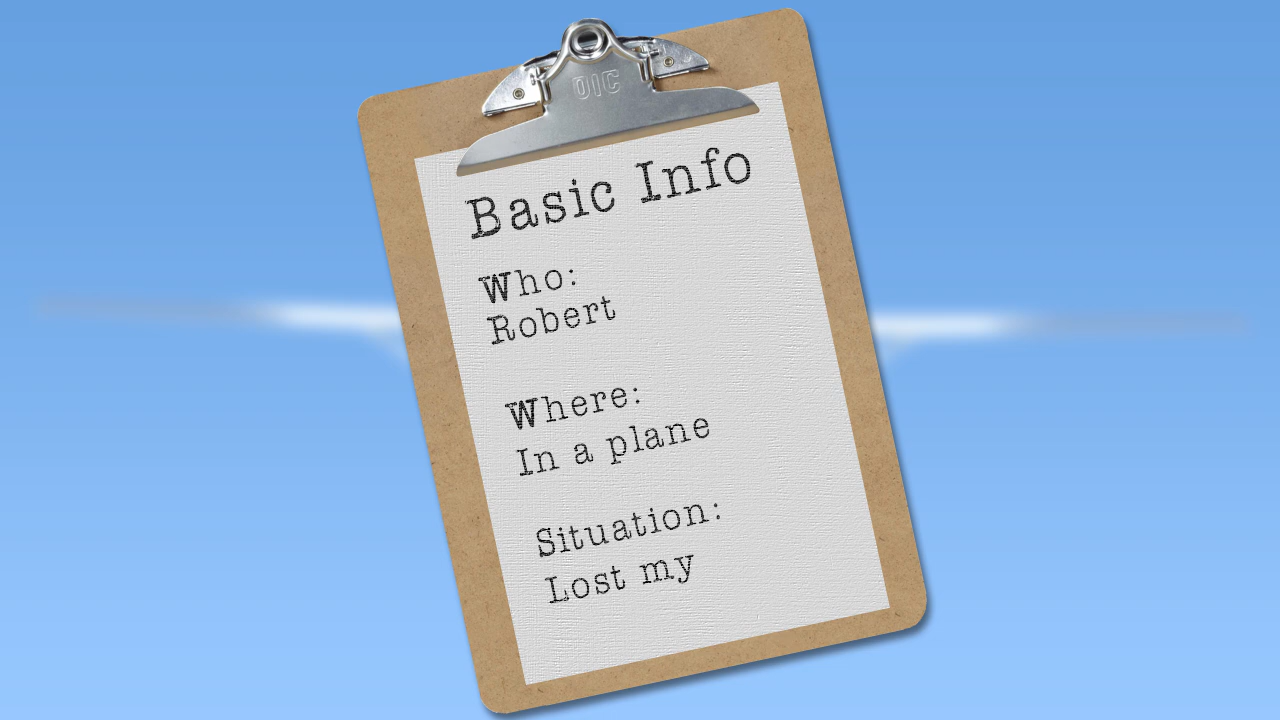 OIC
Basic Info
Who:
Robert
Where:
In a plane
Situation:
Lost my